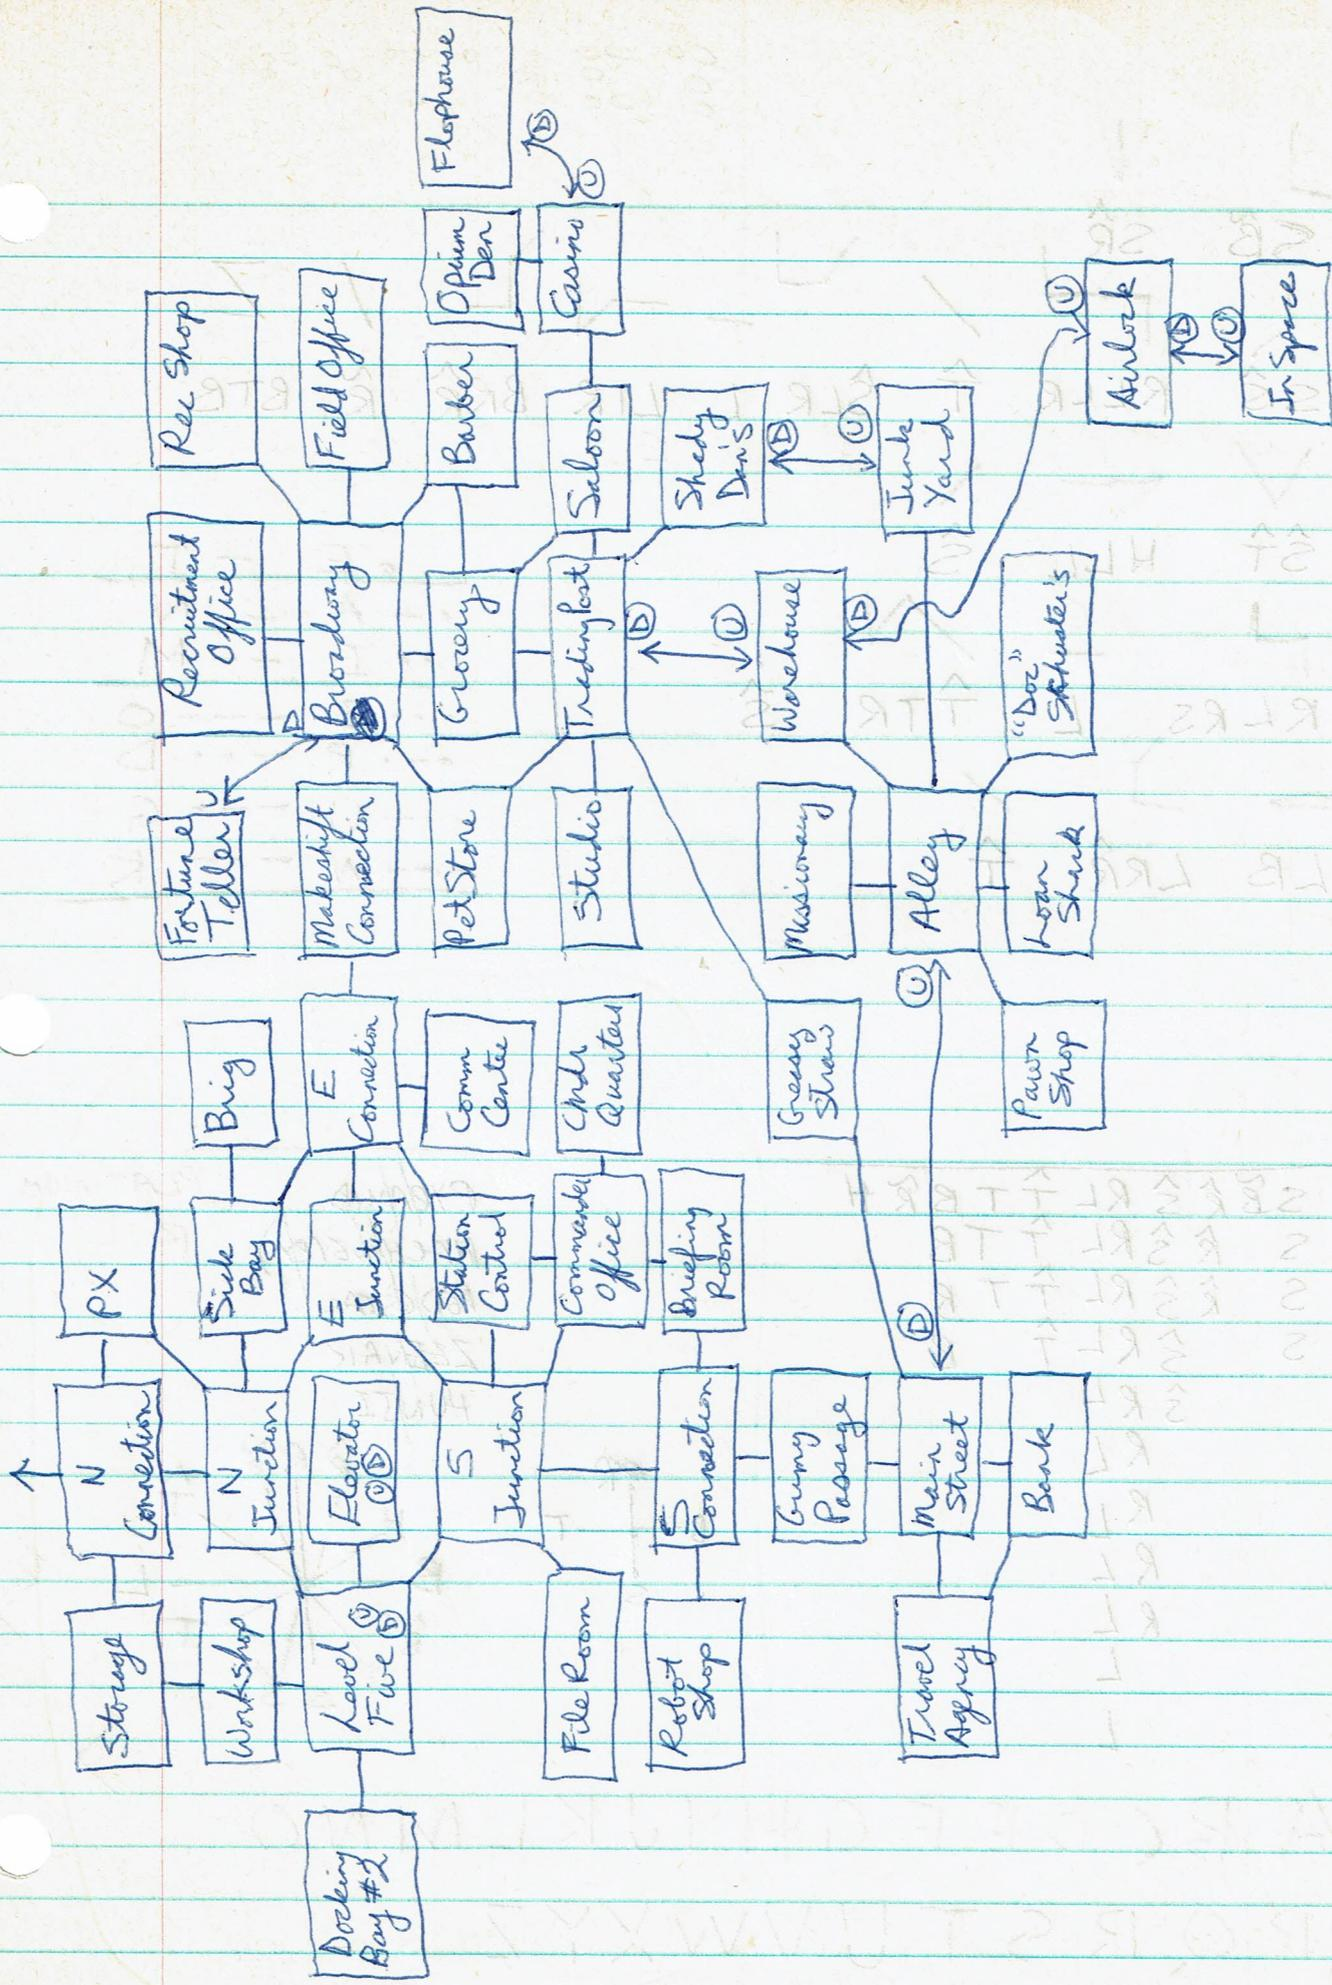 Storage
N
Connection
PX
Workshop
N
Junction
Sick
Bay
Brig
Fortune
Teller
U
D
Recruitment
Office
Rec Shop
Docking
Bay #2
Level
Five
U
D
Elevator
U D
E
Junction
E
Connection
Makeshift
Connection
Broadway
Field Office
S
Junction
Station
Control
Comm
Centre
Pet Store
Grocery
Barber
Opium
Den
Flophouse
D
U
File Room
Commander
Office
Cmdr
Quarters
Studio
Trading Post
D
U
Saloon
Casino
Robot
Shop
S
Connection
Briefing
Room
Shady
Dan's
D
U
Grimy
Passage
Greasy
Straw
Missionary
Warehouse
D
U
Travel
Agency
Main
Street
D
U
Alley
Junk
Yard
Bank
Pawn
Shop
Loan
Shark
"Doc"
Schuster's
Airlock
D
U
In Space